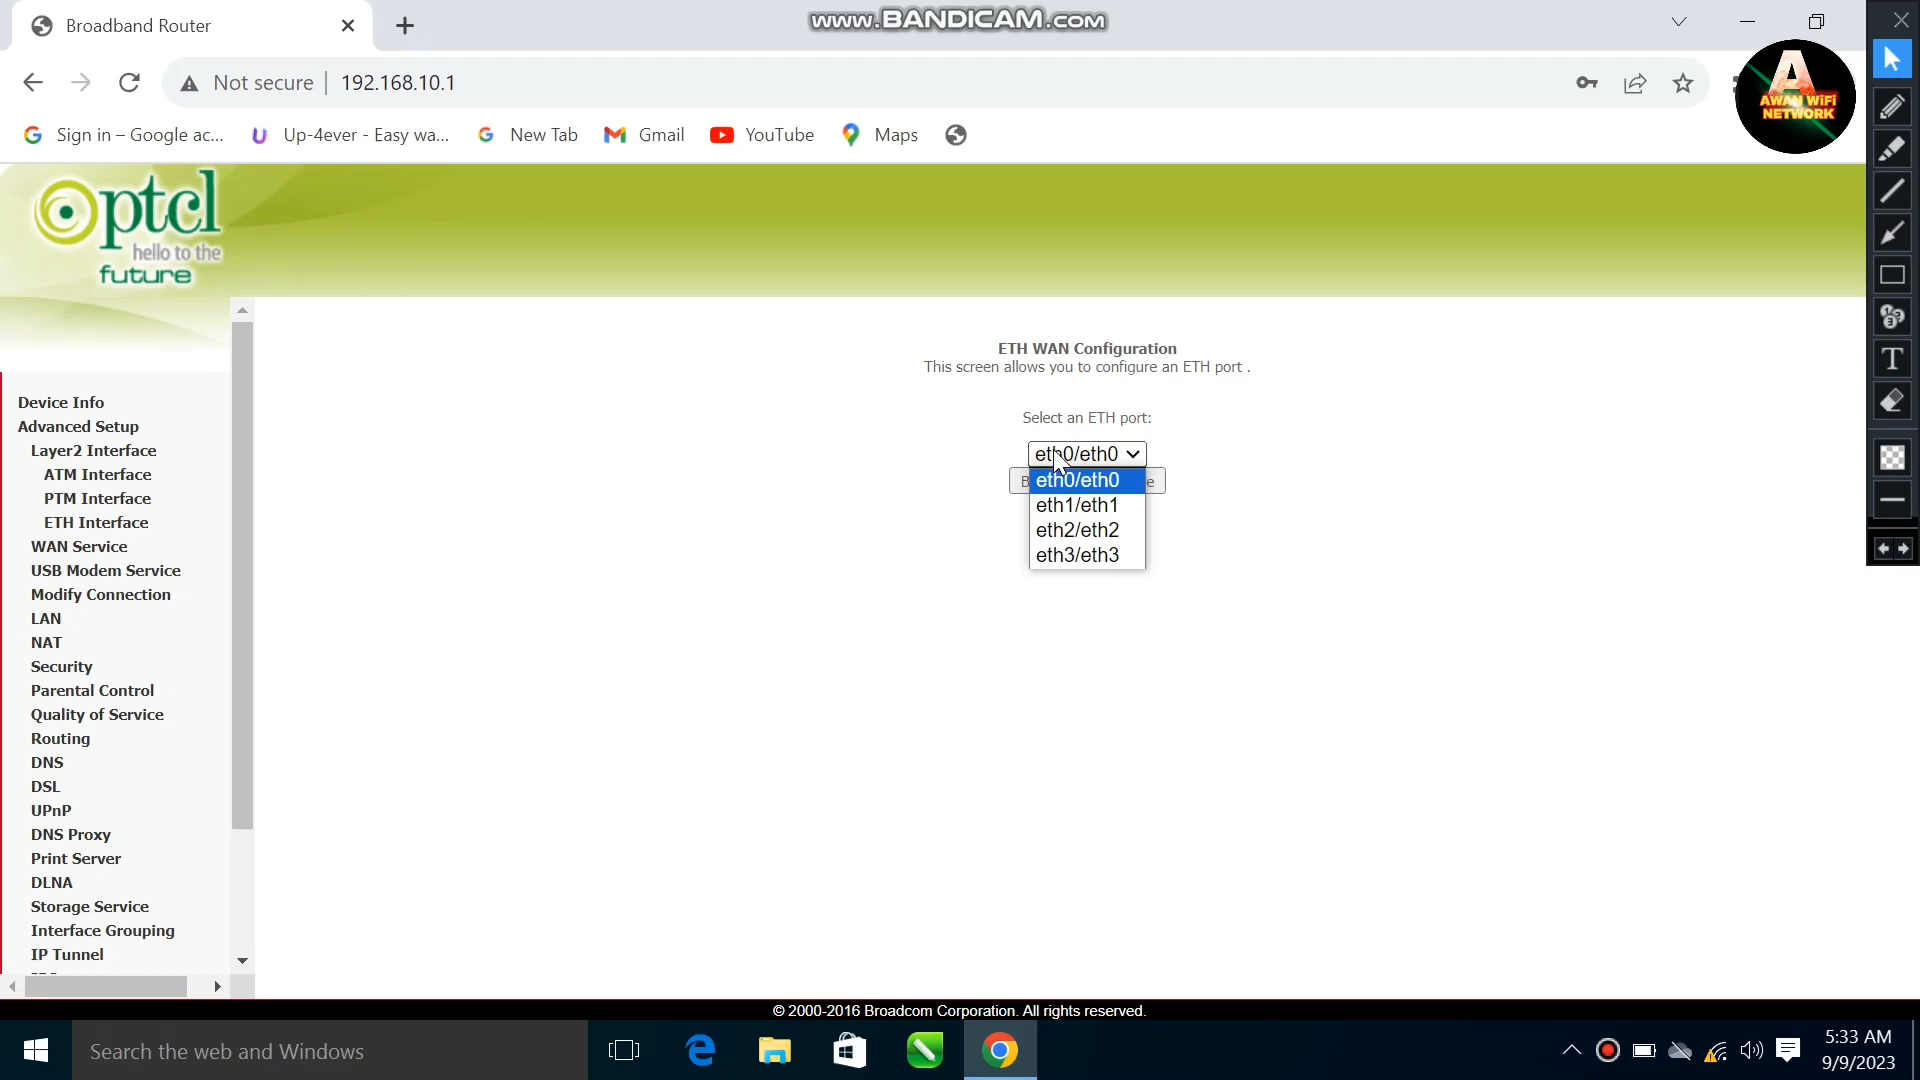 Broadband Router
www.BANDICAM.com
Not secure
192.168.10.1
Sign in – Google ac...
Up-4ever - Easy wa...
New Tab
Gmail
YouTube
Maps
A
AWAN WiFi
NETWORK
ptcl
hello to the
future
Device Info
Advanced Setup
Layer2 Interface
ATM Interface
PTM Interface
ETH Interface
WAN Service
USB Modem Service
Modify Connection
LAN
NAT
Security
Parental Control
Quality of Service
Routing
DNS
DSL
UPnP
DNS Proxy
Print Server
DLNA
Storage Service
Interface Grouping
IP Tunnel
ETH WAN Configuration
This screen allows you to configure an ETH port .
Select an ETH port:
eth0/eth0
eth0/eth0
eth1/eth1
eth2/eth2
eth3/eth3
T
© 2000-2016 Broadcom Corporation. All rights reserved.
Search the web and Windows
5:33 AM
9/9/2023